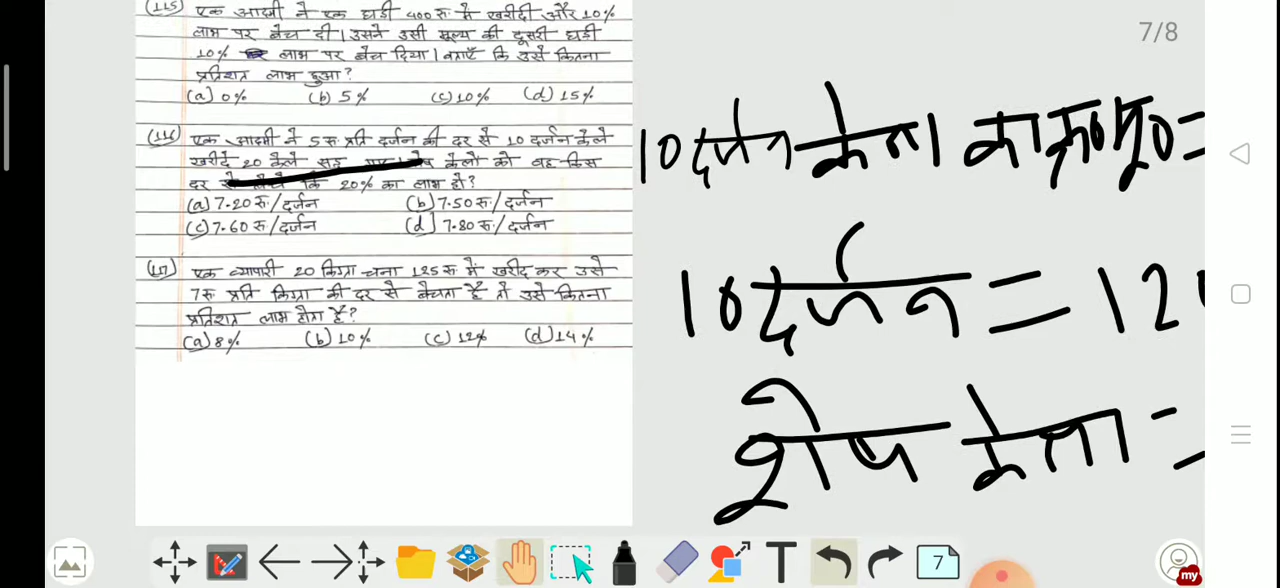 (115) एक आदमी ने एक घड़ी 400 रु. में खरीदी और 10%
लाभ पर बेच दी। उसने उसी मूल्य की दूसरी घड़ी
10% लाभ पर बेच दिया। बताएँ कि उसे कितना
प्रतिशत लाभ हुआ?
(a) 0% (b) 5% (c) 10% (d) 15%
(116) एक आदमी ने 5 रु प्रति दर्जन की दर से 10 दर्जन केले
खरीदे 20 केले सड़ केलो को वह किस
दर से बेचे कि 20% का लाभ हो?
(a) 7.20 रु./दर्जन (b) 7.50 रु./दर्जन
(c) 7.60 रु./दर्जन (d) 7.80 रु./दर्जन
(117) एक व्यापारी 20 किग्रा चना 125 रु में खरीद कर उसे
7 रु प्रति किग्रा की दर से बेचता है तो उसे कितना
प्रतिशत लाभ होता है?
(a) 8% (b) 10% (c) 12% (d) 14%
7/8
10 दर्जन केला का क्र० मू० =
10 दर्जन = 12
शेष केला =
T
7
my